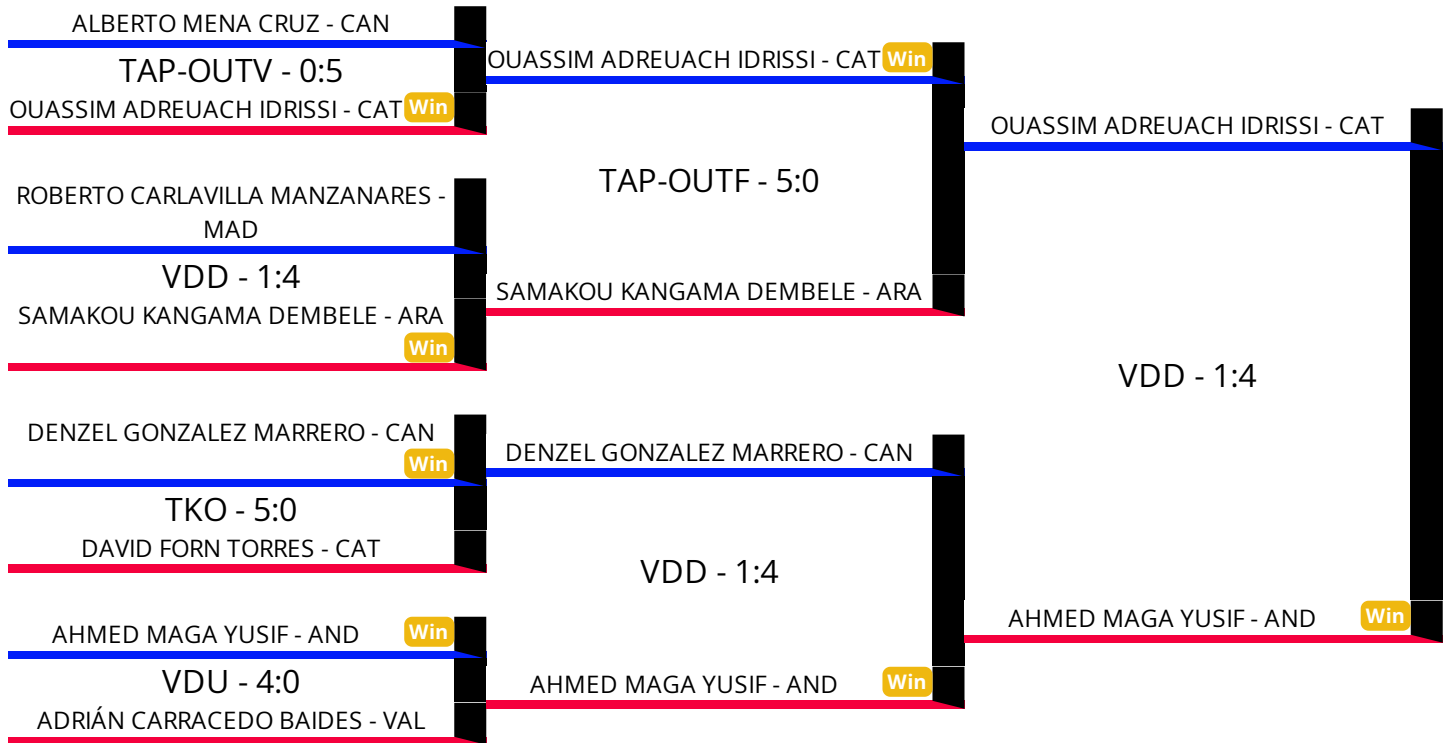 ALBERTO MENA CRUZ - CAN
TAP-OUTV - 0:5
OUASSIM ADREUACH IDRISSI - CAT Win
ROBERTO CARLAVILLA MANZANARES -
MAD
VDD - 1:4
SAMAKOU KANGAMA DEMBELE - ARA
Win
DENZEL GONZALEZ MARRERO - CAN
Win
TKO - 5:0
DAVID FORN TORRES - CAT
AHMED MAGA YUSIF - AND Win
VDU - 4:0
ADRIÁN CARRACEDO BAIDES - VAL
OUASSIM ADREUACH IDRISSI - CAT Win
TAP-OUTF - 5:0
SAMAKOU KANGAMA DEMBELE - ARA
DENZEL GONZALEZ MARRERO - CAN
VDD - 1:4
AHMED MAGA YUSIF - AND Win
OUASSIM ADREUACH IDRISSI - CAT
VDD - 1:4
AHMED MAGA YUSIF - AND Win